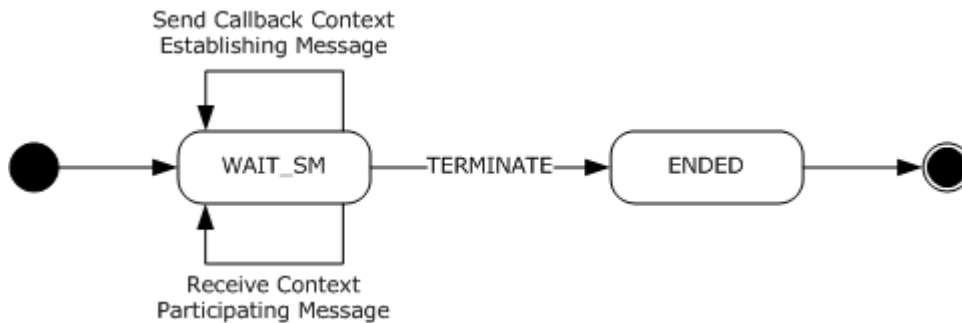 Send Callback Context
Establishing Message
WAIT_SM
TERMINATE
ENDED
Receive Context
Participating Message